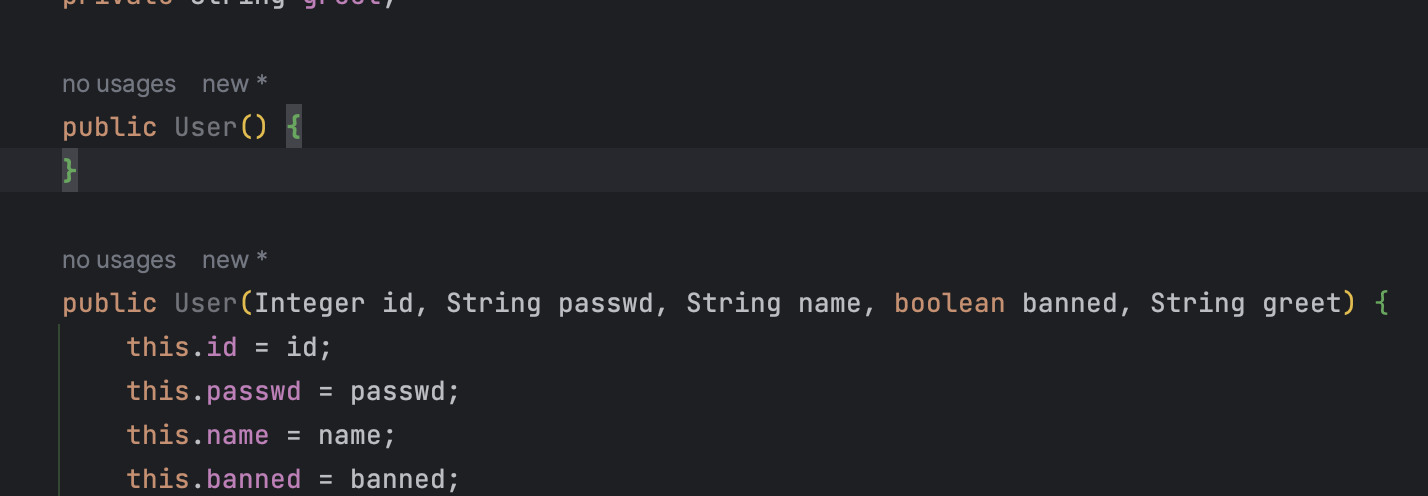 private String greet;
no usages new *
public User() {
}
no usages new *
public User(Integer id, String passwd, String name, boolean banned, String greet) {
this.id = id;
this.passwd = passwd;
this.name = name;
this.banned = banned;